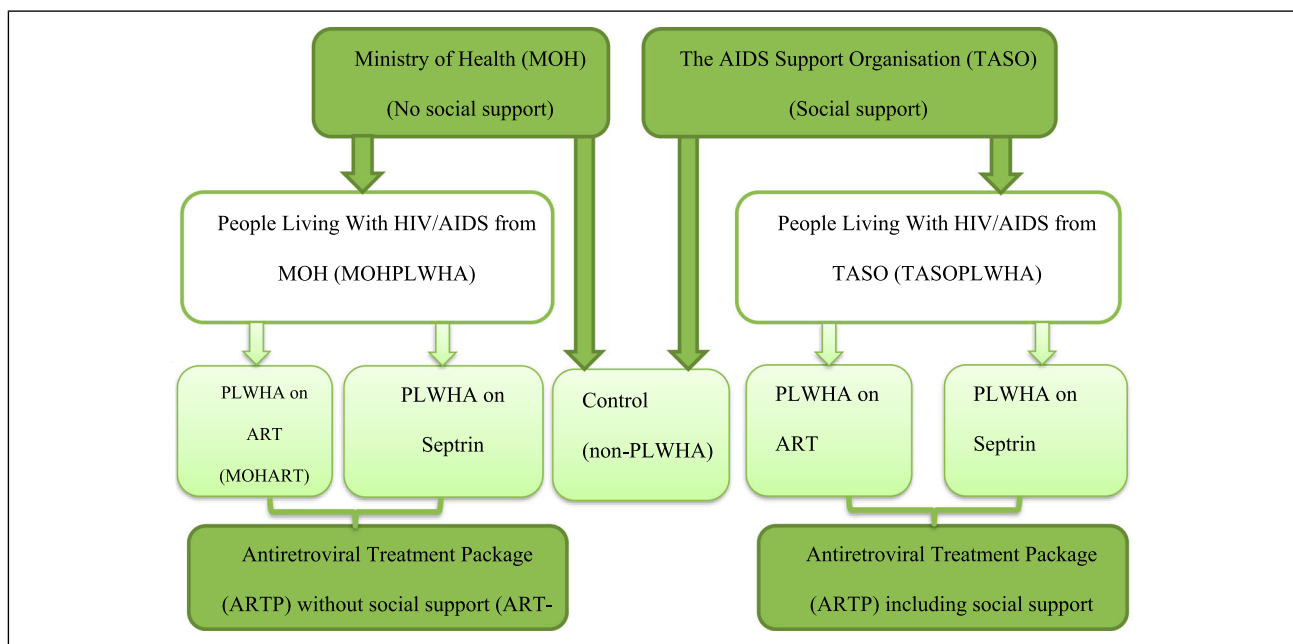 Ministry of Health (MOH)
(No social support)
The AIDS Support Organisation (TASO)
(Social support)
People Living With HIV/AIDS from
MOH (MOHPLWHA)
People Living With HIV/AIDS from
TASO (TASOPLWHA)
PLWHA on
ART
(MOHART)
PLWHA on
Septrin
Control
(non-PLWHA)
PLWHA on
ART
PLWHA on
Septrin
Antiretroviral Treatment Package
(ARTP) without social support (ART-
Antiretroviral Treatment Package
(ARTP) including social support